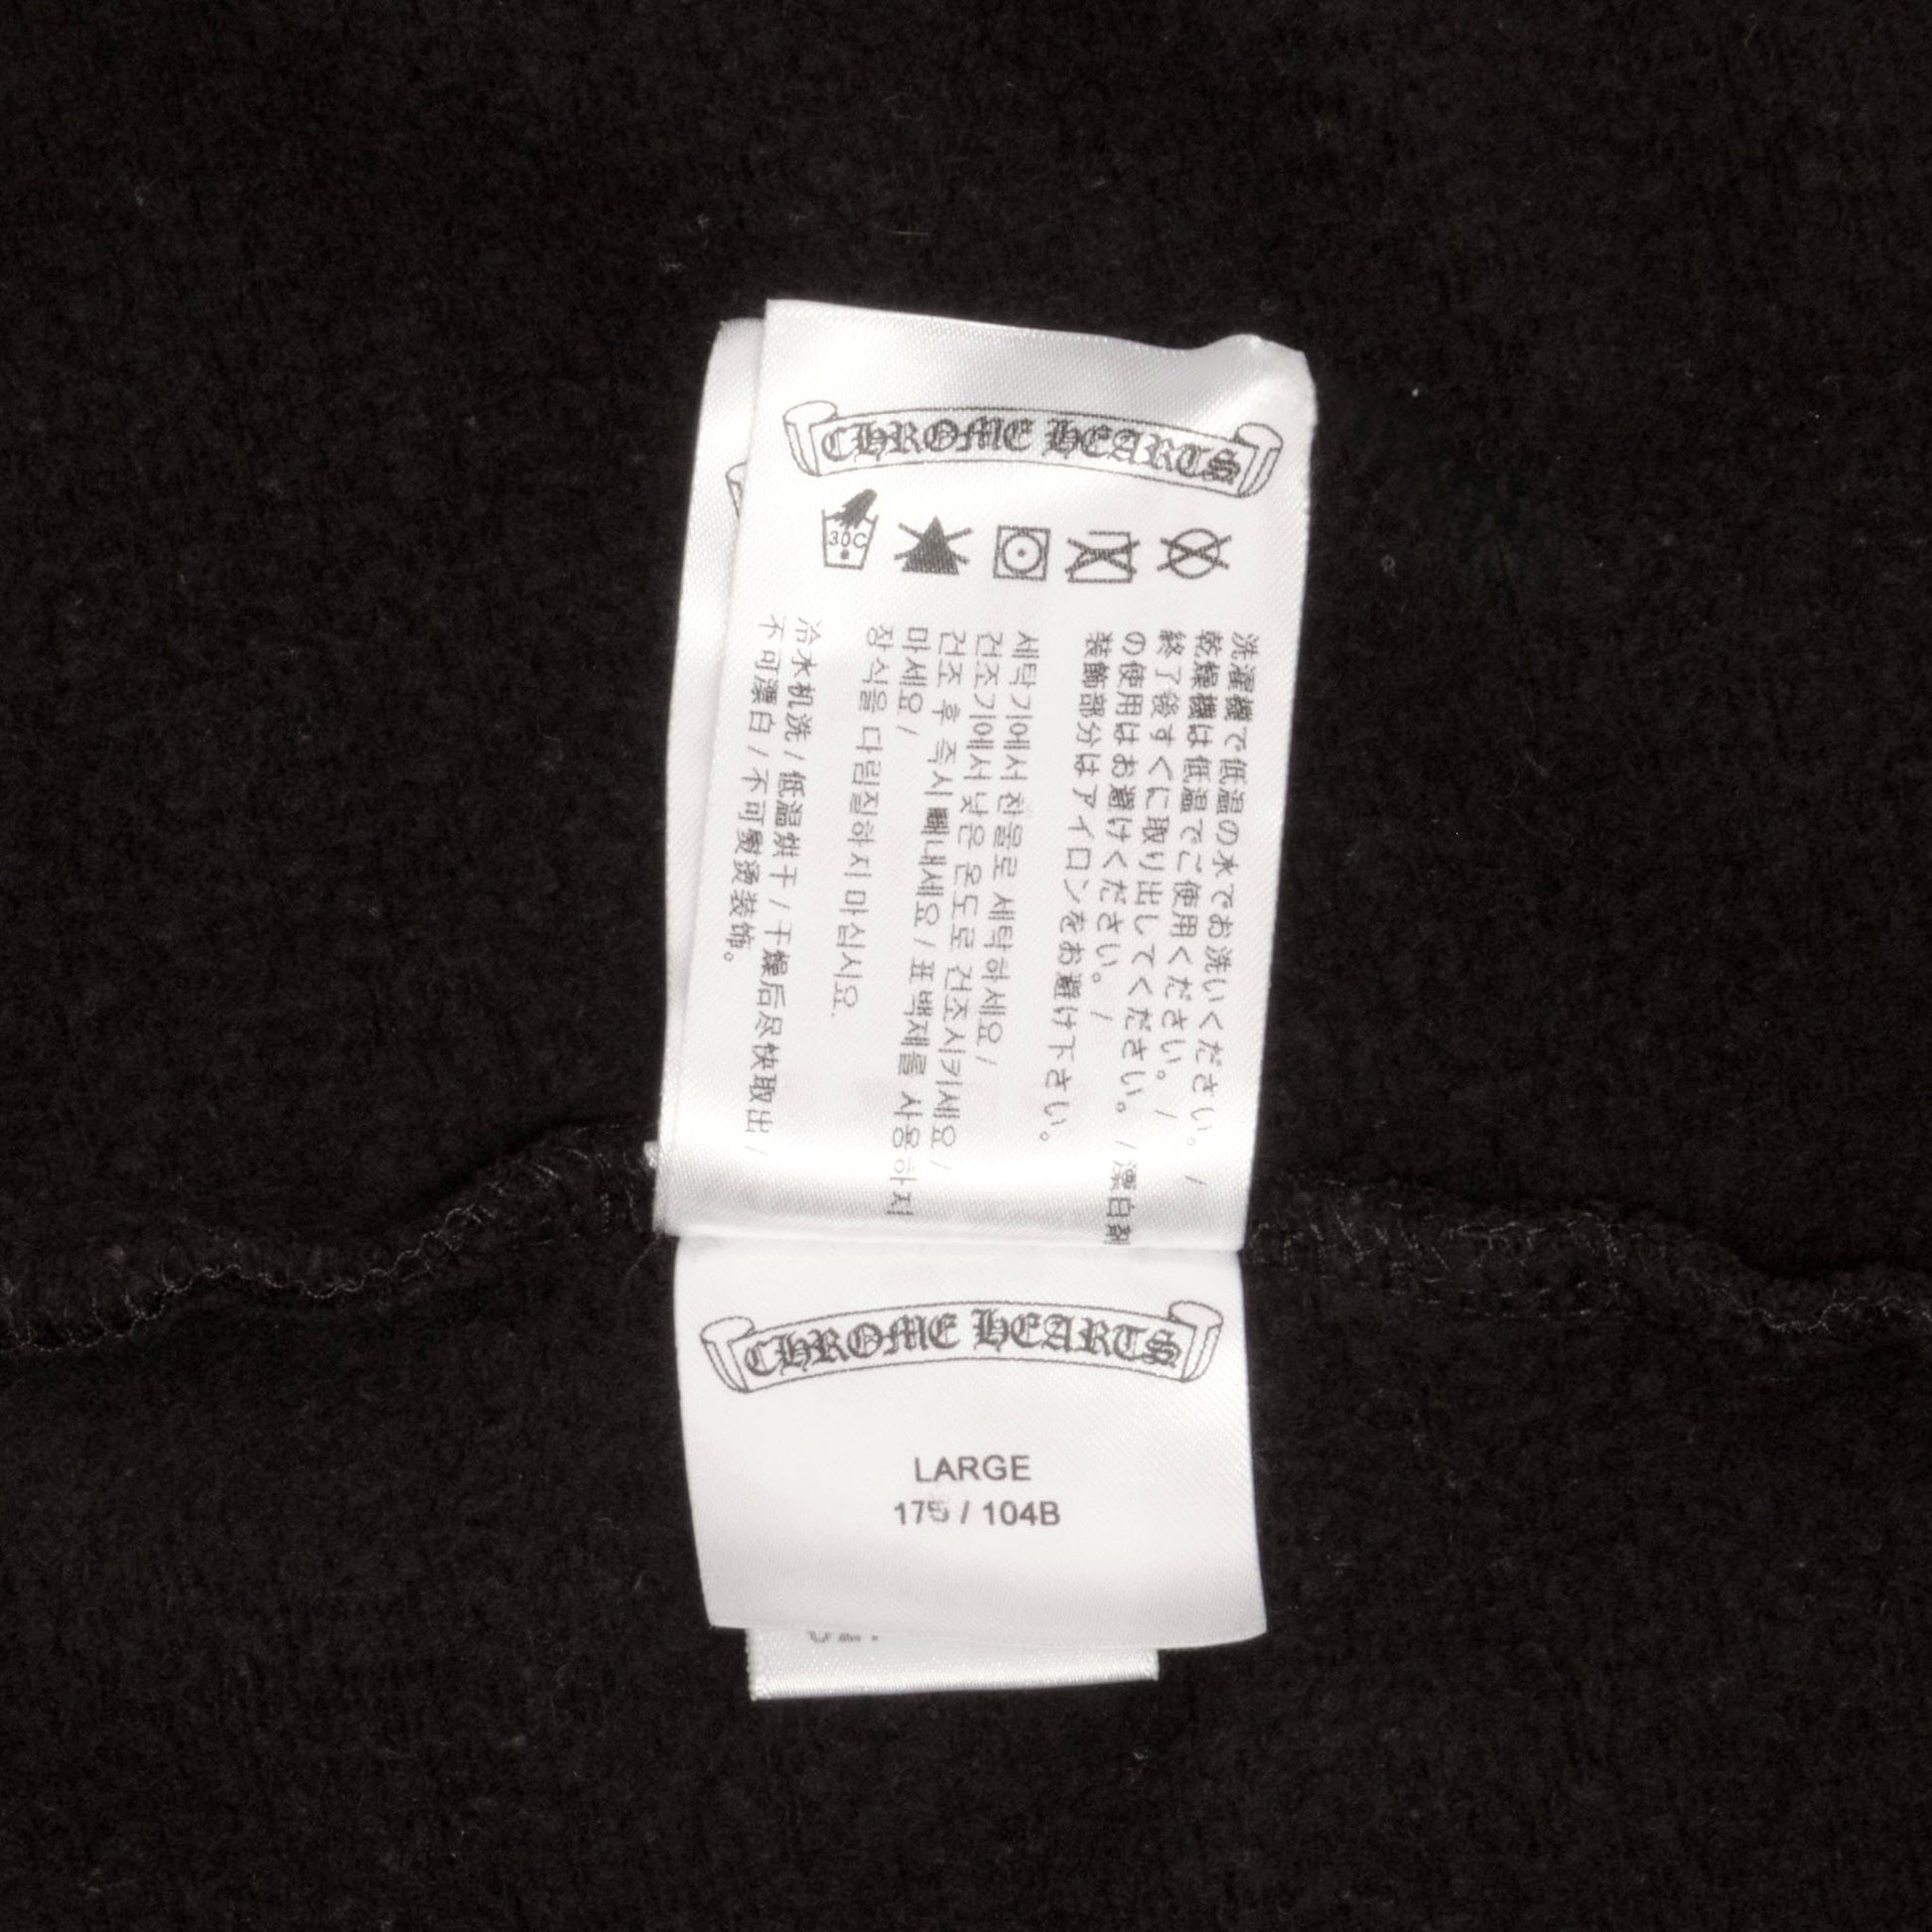 CHROME HEARTS
30C
洗濯機で低温の水でお洗いください。 /
乾燥機は低温でご使用ください。 /
終了後すぐに取り出してください。 / 漂白剤
の使用はお避けください。 /
装飾部分はアイロンをお避け下さい。
세탁기에서 찬물로 세탁하세요 /
건조기에서 낮은 온도로 건조시키세요 /
건조 후 즉시 빼내세요 / 표백제를 사용하지
마세요 /
장식을 다림질하지 마십시요.
冷水机洗 / 低温烘干 / 干燥后尽快取出 /
不可漂白 / 不可熨烫装饰。
CHROME HEARTS
LARGE
175 / 104B